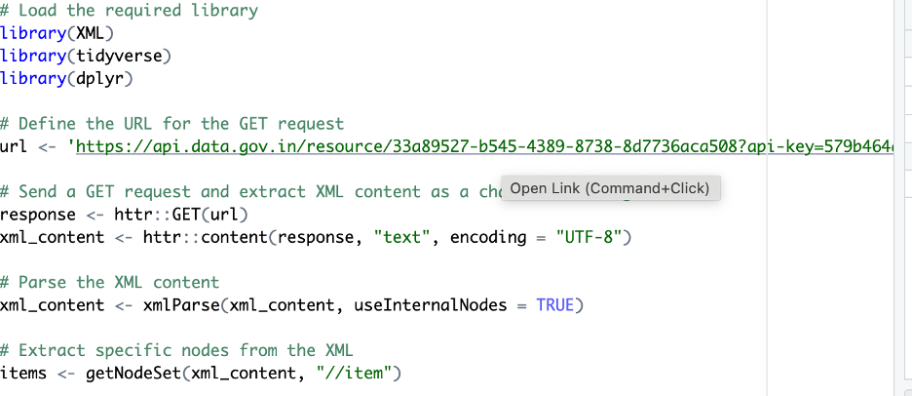 # Load the required library
library(XML)
library(tidyverse)
library(dplyr)
# Define the URL for the GET request
url <- 'https://api.data.gov.in/resource/33a89527-b545-4389-8738-8d7736aca508?api-key=579b464
# Send a GET request and extract XML content as a
Open Link (Command+Click)
response <- httr::GET(url)
xml_content <- httr::content(response, "text", encoding = "UTF-8")
# Parse the XML content
xml_content <- xmlParse(xml_content, useInternalNodes = TRUE)
# Extract specific nodes from the XML
items <- getNodeSet(xml_content, "//item")